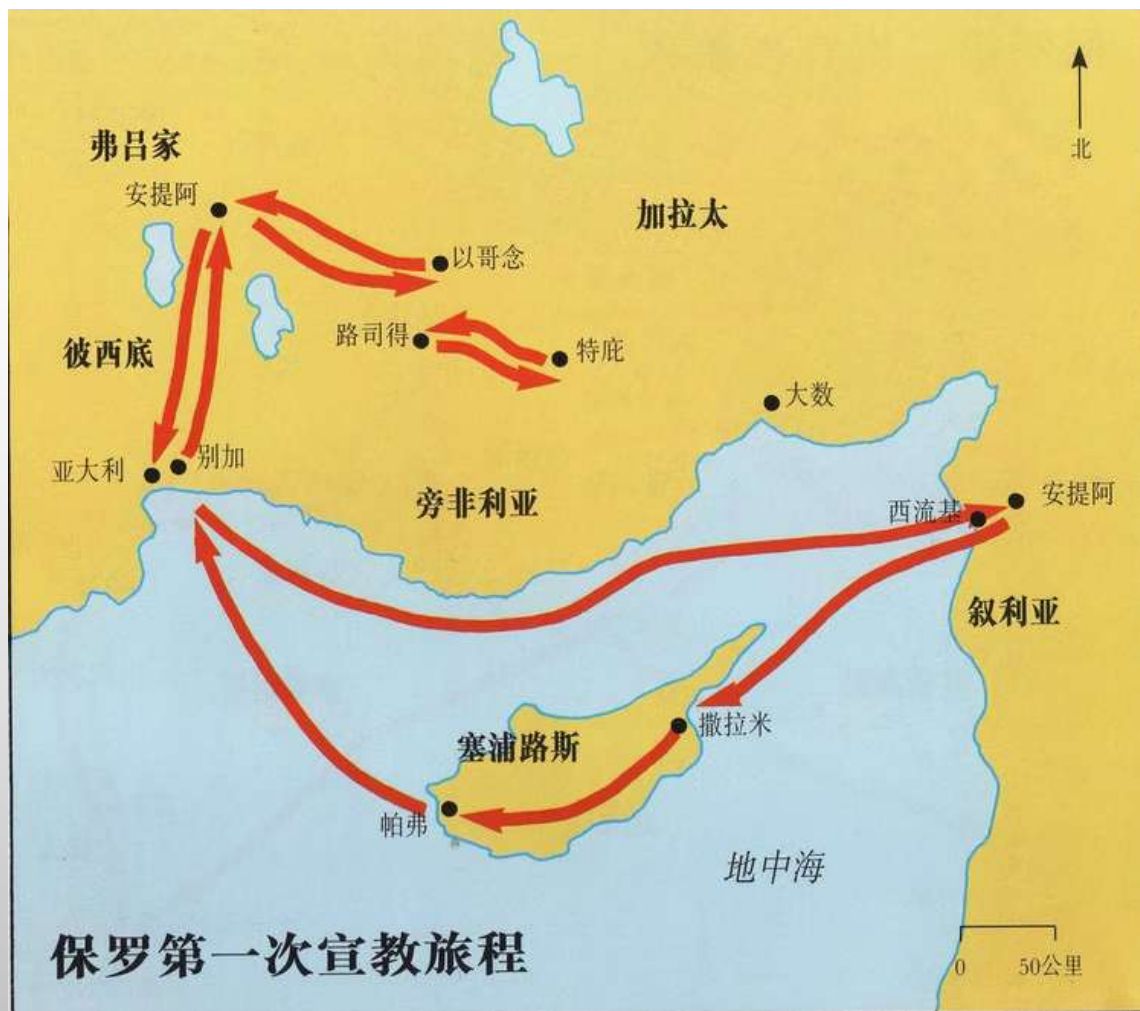 北
弗吕家
安提阿
加拉太
以哥念
路司得
特庇
彼西底
大数
别加
亚大利
旁非利亚
安提阿
西流基
叙利亚
撒拉米
塞浦路斯
帕弗
地中海
保罗第一次宣教旅程
0 50公里